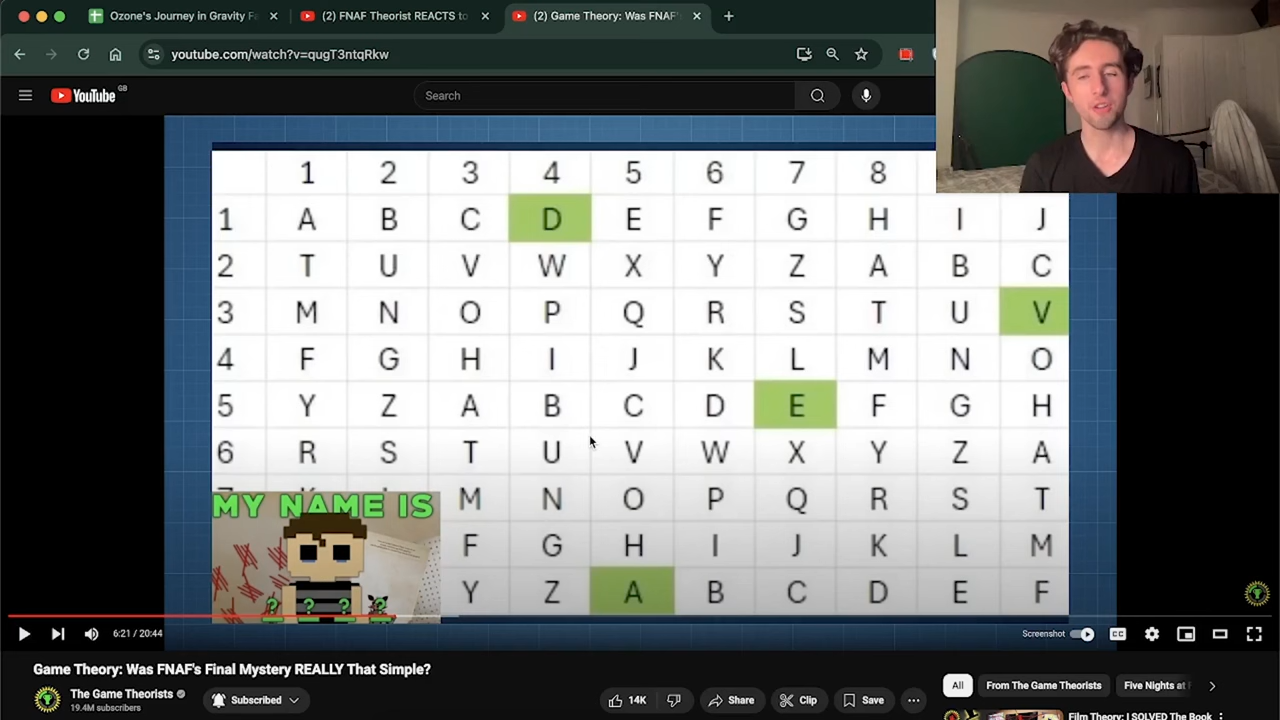 Ozone's Journey in Gravity Fa
(2) FNAF Theorist REACTS to
(2) Game Theory: Was FNAF's
youtube.com/watch?v=qugT3ntqRkw
YouTube GB
Search
1 2 3 4 5 6 7 8
1 A B C D E F G H I J
2 T U V W X Y Z A B C
3 M N O P Q R S T U V
4 F G H I J K L M N O
5 Y Z A B C D E F G H
6 R S T U V W X Y Z A
M N O P Q R S T
F G H I J K L M
Y Z A B C D E F
MY NAME IS
? ? ? ?
6:21 / 20:44
Screenshot
CC
Game Theory: Was FNAF's Final Mystery REALLY That Simple?
The Game Theorists
19.4M subscribers
Subscribed
14K
Share
Clip
Save
All
From The Game Theorists
Five Nights at
Film Theory: I SOLVED The Book